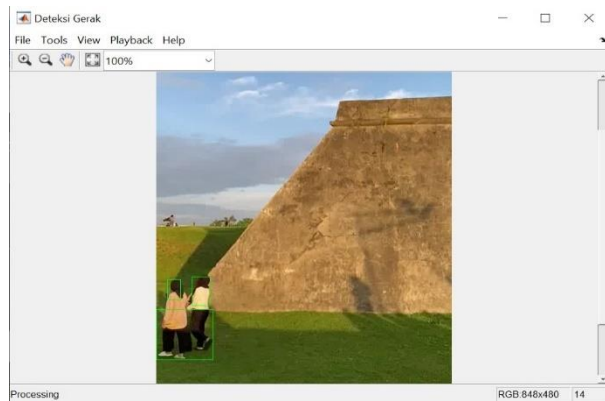 Deteksi Gerak
File Tools View Playback Help
100%
Processing RGB:848x480 14